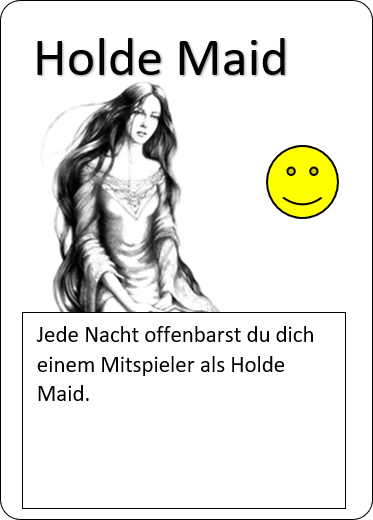 Holde Maid
Jede Nacht offenbarst du dich
einem Mitspieler als Holde
Maid.